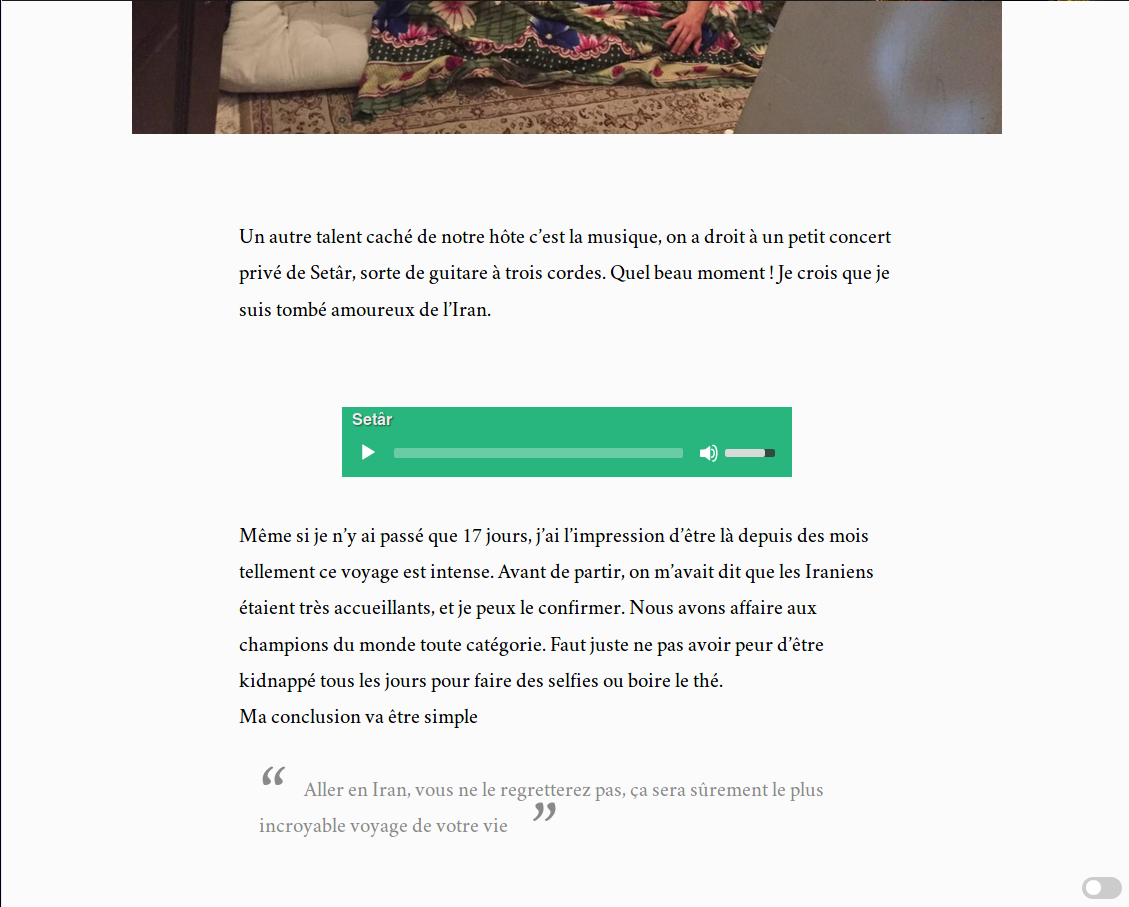 Un autre talent caché de notre hôte c’est la musique, on a droit à un petit concert
privé de Setâr, sorte de guitare à trois cordes. Quel beau moment ! Je crois que je
suis tombé amoureux de l’Iran.
Setâr
Même si je n’y ai passé que 17 jours, j’ai l’impression d’être là depuis des mois
tellement ce voyage est intense. Avant de partir, on m’avait dit que les Iraniens
étaient très accueillants, et je peux le confirmer. Nous avons affaire aux
champions du monde toute catégorie. Faut juste ne pas avoir peur d’être
kidnappé tous les jours pour faire des selfies ou boire le thé.
Ma conclusion va être simple
“ Aller en Iran, vous ne le regretterez pas, ça sera sûrement le plus
incroyable voyage de votre vie ”